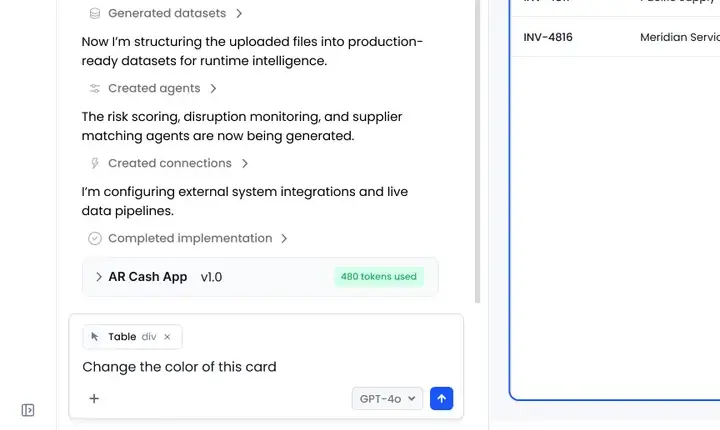 Generated datasets
Now I'm structuring the uploaded files into production-
ready datasets for runtime intelligence.
Created agents
The risk scoring, disruption monitoring, and supplier
matching agents are now being generated.
Created connections
I'm configuring external system integrations and live
data pipelines.
Completed implementation
AR Cash App v1.0 480 tokens used
Table div ×
Change the color of this card
+ GPT-4o
INV-4816 Meridian